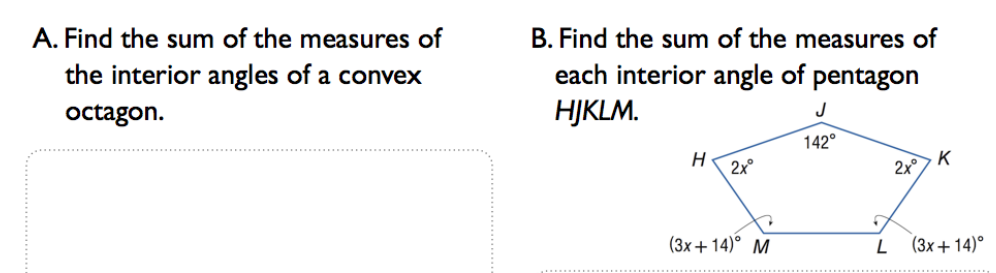 A. Find the sum of the measures of
the interior angles of a convex
octagon.
B. Find the sum of the measures of
each interior angle of pentagon
HJKLM.
J
142°
H
2x°
2x°
K
(3x + 14)°
M
L
(3x + 14)°